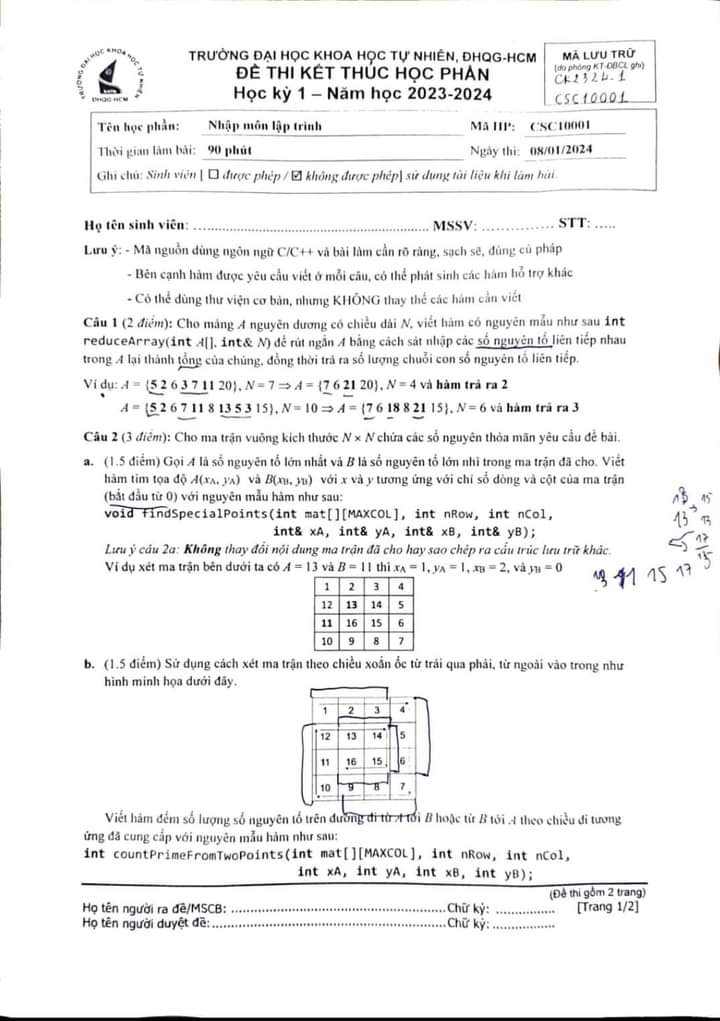 TRƯỜNG ĐẠI HỌC KHOA HỌC TỰ NHIÊN, ĐHQG-HCM
ĐỀ THI KẾT THÚC HỌC PHẦN
Học kỳ 1 – Năm học 2023-2024
MÃ LƯU TRỮ
(do phòng KT-ĐBCL ghi)
CK2324.1
CSC10001
TRƯỜNG ĐẠI HỌC KHOA HỌC TỰ NHIÊN
ĐHQG-HCM
Tên học phần: Nhập môn lập trình Mã HP: CSC10001
Thời gian làm bài: 90 phút Ngày thi: 08/01/2024
Ghi chú: Sinh viên [ ☐ được phép / ☑ không được phép] sử dụng tài liệu khi làm bài.
Họ tên sinh viên: ........................................ MSSV: .............. STT: .....
Lưu ý: - Mã nguồn dùng ngôn ngữ C/C++ và bài làm cần rõ ràng, sạch sẽ, đúng cú pháp
- Bên cạnh hàm được yêu cầu viết ở mỗi câu, có thể phát sinh các hàm hỗ trợ khác
- Có thể dùng thư viện cơ bản, nhưng KHÔNG thay thế các hàm cần viết
Câu 1 (2 điểm): Cho mảng A nguyên dương có chiều dài N, viết hàm có nguyên mẫu như sau int
reduceArray(int A[], int& N) để rút ngắn A bằng cách sát nhập các số nguyên tố liên tiếp nhau
trong A lại thành tổng của chúng, đồng thời trả ra số lượng chuỗi con số nguyên tố liên tiếp.
Ví dụ: A = {5 2 6 3 7 11 20}, N = 7 ⇒ A = {7 6 21 20}, N = 4 và hàm trả ra 2
A = {5 2 6 7 11 8 13 5 3 15}, N = 10 ⇒ A = {7 6 18 8 21 15}, N = 6 và hàm trả ra 3
Câu 2 (3 điểm): Cho ma trận vuông kích thước N × N chứa các số nguyên thỏa mãn yêu cầu đề bài.
a. (1.5 điểm) Gọi A là số nguyên tố lớn nhất và B là số nguyên tố lớn nhì trong ma trận đã cho. Viết
hàm tìm tọa độ A(xA, yA) và B(xB, yB) với x và y tương ứng với chỉ số dòng và cột của ma trận
(bắt đầu từ 0) với nguyên mẫu hàm như sau:
void findSpecialPoints(int mat[][MAXCOL], int nRow, int nCol,
int& xA, int& yA, int& xB, int& yB);
Lưu ý câu 2a: Không thay đổi nội dung ma trận đã cho hay sao chép ra cấu trúc lưu trữ khác.
Ví dụ xét ma trận bên dưới ta có A = 13 và B = 11 thì xA = 1, yA = 1, xB = 2, và yB = 0
13 13
17
15 17
1 2 3 4
12 13 14 5
11 16 15 6
10 9 8 7
b. (1.5 điểm) Sử dụng cách xét ma trận theo chiều xoắn ốc từ trái qua phải, từ ngoài vào trong như
hình minh họa dưới đây.
1 2 3 4
12 13 14 5
11 16 15 6
10 9 8 7
Viết hàm đếm số lượng số nguyên tố trên đường đi từ A tới B hoặc từ B tới A theo chiều đi tương
ứng đã cung cấp với nguyên mẫu hàm như sau:
int countPrimeFromTwoPoints(int mat[][MAXCOL], int nRow, int nCol,
int xA, int yA, int xB, int yB);
(Đề thi gồm 2 trang)
Họ tên người ra đề/MSCB: ........................................Chữ ký: ................ [Trang 1/2]
Họ tên người duyệt đề:........................................Chữ ký:.................